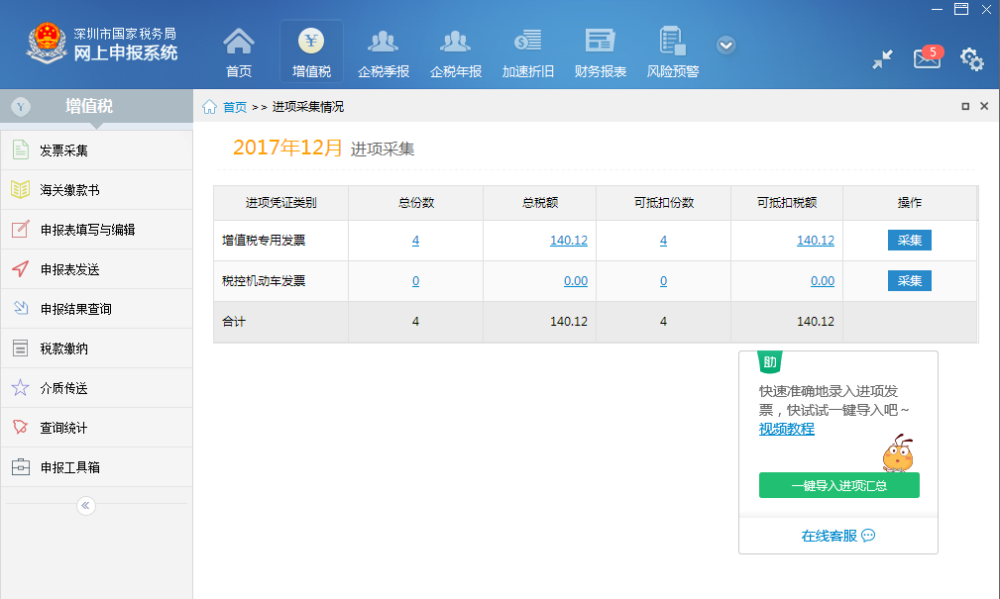 深圳市国家税务局
网上申报系统
首页
增值税
企税季报
企税年报
加速折旧
财务报表
风险预警
5
增值税
首页 >> 进项采集情况
发票采集
海关缴款书
申报表填写与编辑
申报表发送
申报结果查询
税款缴纳
介质传送
查询统计
申报工具箱
2017年12月 进项采集
进项凭证类别 总份数 总税额 可抵扣份数 可抵扣税额 操作
增值税专用发票 4 140.12 4 140.12 采集
税控机动车发票 0 0.00 0 0.00 采集
合计 4 140.12 4 140.12
助
快速准确地录入进项发
票，快试试一键导入吧～
视频教程
一键导入进项汇总
在线客服